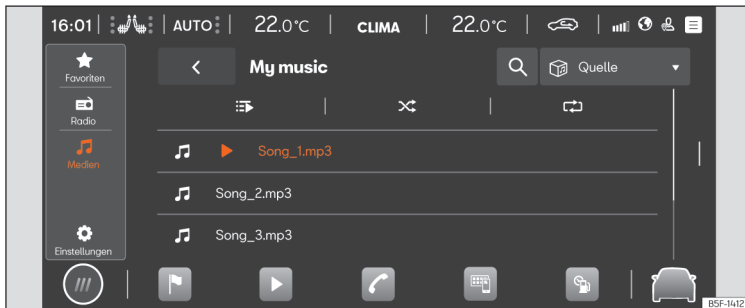 16:01 AUTO 22.0°C CLIMA 22.0°C
Favoriten
My music
Quelle
Radio
Medien
Song_1.mp3
Song_2.mp3
Song_3.mp3
Einstellungen
B5F-1412